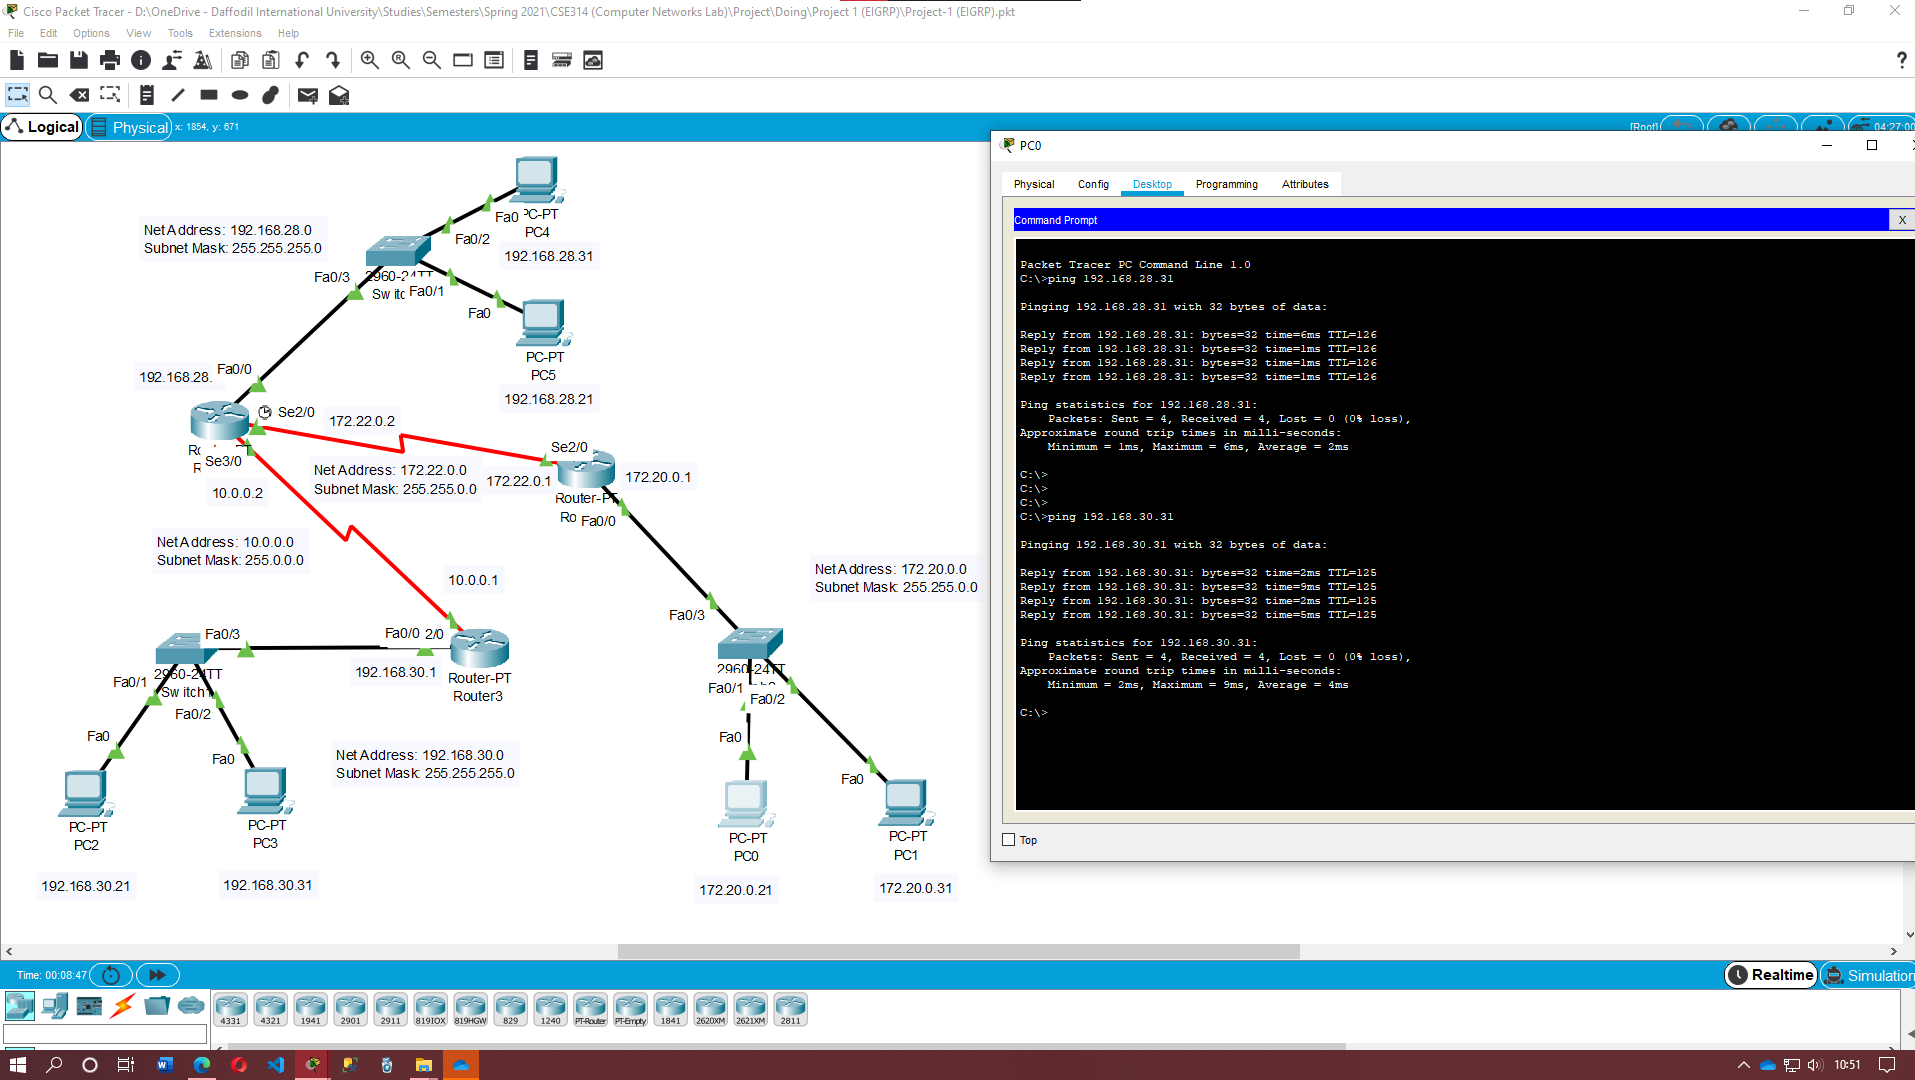 Cisco Packet Tracer - D:\OneDrive - Daffodil International University\Studies\Semesters\Spring 2021\CSE314 (Computer Networks Lab)\Project\Doing\Project 1 (EIGRP)\Project-1 (EIGRP).pkt
File Edit Options View Tools Extensions Help
Logical
Physical
x: 1854, y: 671
[Root]
04:27:00
Net Address: 192.168.28.0
Subnet Mask: 255.255.255.0
Fa0
PC-PT
PC4
Fa0/2
192.168.28.31
Fa0/3
2960-24TT
Switc
Fa0/1
Fa0
PC-PT
PC5
192.168.28.21
Fa0/0
192.168.28.
Se2/0
172.22.0.2
Se3/0
10.0.0.2
Net Address: 172.22.0.0
Subnet Mask: 255.255.0.0
Se2/0
172.22.0.1
172.20.0.1
Router-PT
Ro
Fa0/0
Net Address: 10.0.0.0
Subnet Mask: 255.0.0.0
10.0.0.1
Net Address: 172.20.0.0
Subnet Mask: 255.255.0.0
Fa0/3
Fa0/3
Fa0/0
2/0
192.168.30.1
Router-PT
Router3
2960-24TT
Switch1
Fa0/1
Fa0/2
2960-24TT
Fa0/1
Fa0/2
Fa0
Fa0
Fa0
Fa0
Net Address: 192.168.30.0
Subnet Mask: 255.255.255.0
PC-PT
PC2
PC-PT
PC3
PC-PT
PC0
PC-PT
PC1
192.168.30.21
192.168.30.31
172.20.0.21
172.20.0.31
PC0
Physical Config Desktop Programming Attributes
Command Prompt
X
Packet Tracer PC Command Line 1.0
C:\>ping 192.168.28.31
Pinging 192.168.28.31 with 32 bytes of data:
Reply from 192.168.28.31: bytes=32 time=6ms TTL=126
Reply from 192.168.28.31: bytes=32 time=1ms TTL=126
Reply from 192.168.28.31: bytes=32 time=1ms TTL=126
Reply from 192.168.28.31: bytes=32 time=1ms TTL=126
Ping statistics for 192.168.28.31:
Packets: Sent = 4, Received = 4, Lost = 0 (0% loss),
Approximate round trip times in milli-seconds:
Minimum = 1ms, Maximum = 6ms, Average = 2ms
C:\>
C:\>
C:\>
C:\>ping 192.168.30.31
Pinging 192.168.30.31 with 32 bytes of data:
Reply from 192.168.30.31: bytes=32 time=2ms TTL=125
Reply from 192.168.30.31: bytes=32 time=9ms TTL=125
Reply from 192.168.30.31: bytes=32 time=2ms TTL=125
Reply from 192.168.30.31: bytes=32 time=5ms TTL=125
Ping statistics for 192.168.30.31:
Packets: Sent = 4, Received = 4, Lost = 0 (0% loss),
Approximate round trip times in milli-seconds:
Minimum = 2ms, Maximum = 9ms, Average = 4ms
C:\>
Top
Time: 00:08:47
Realtime
Simulation
4331 4321 1941 2901 2911 819IOX 819HGW 829 1240 PT-Router PT-Empty 1841 2620XM 2621XM 2811
10:51